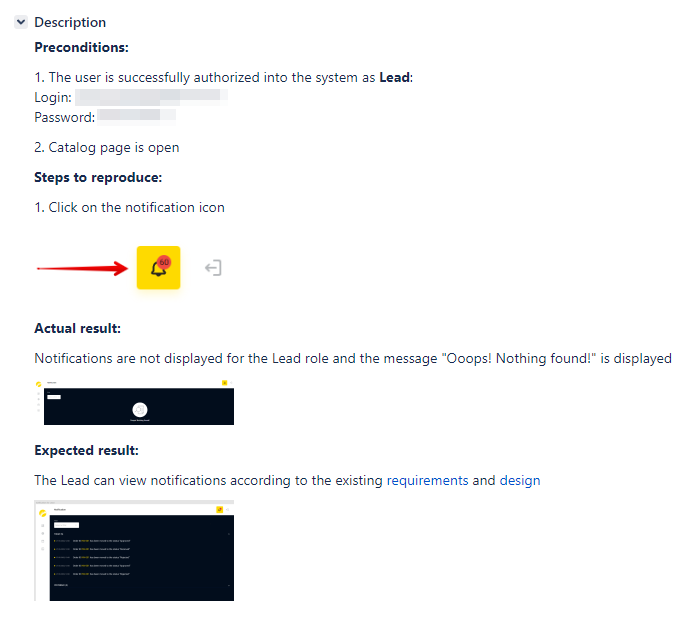 Description
Preconditions:
1. The user is successfully authorized into the system as Lead:
Login:
Password:
2. Catalog page is open
Steps to reproduce:
1. Click on the notification icon
60
Actual result:
Notifications are not displayed for the Lead role and the message "Ooops! Nothing found!" is displayed
Expected result:
The Lead can view notifications according to the existing requirements and design